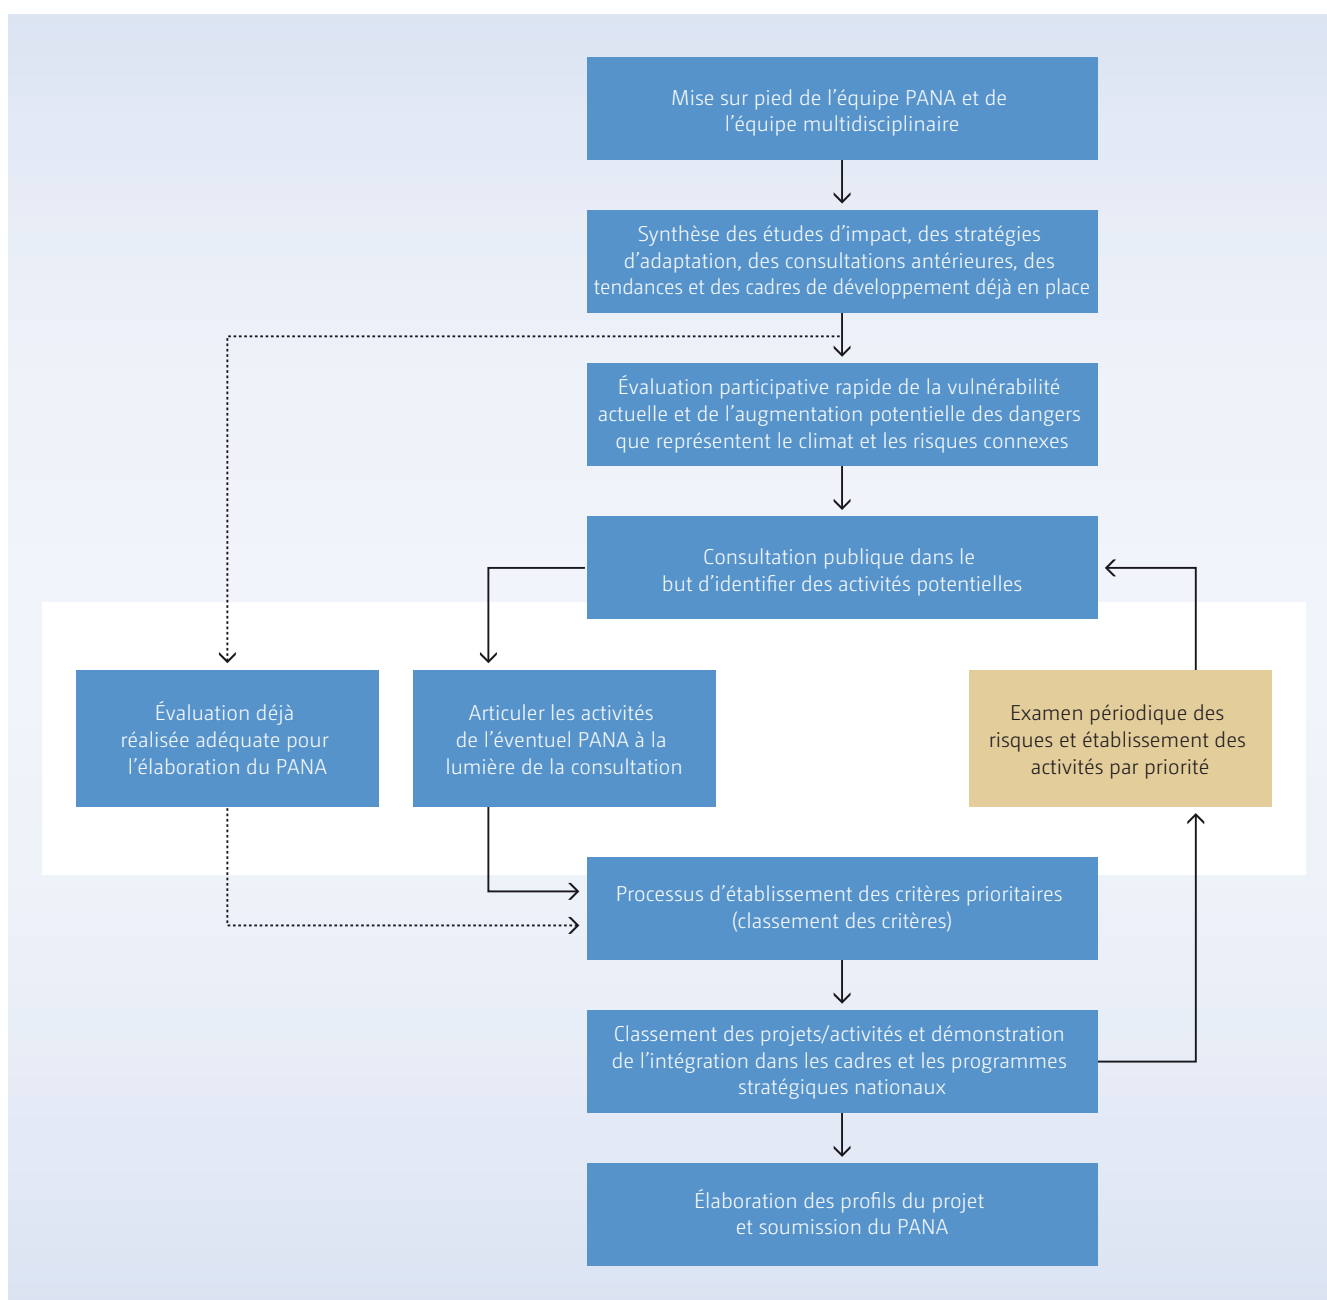 Mise sur pied de l’équipe PANA et de
l’équipe multidisciplinaire
Synthèse des études d’impact, des stratégies
d’adaptation, des consultations antérieures, des
tendances et des cadres de développement déjà en place
Évaluation participative rapide de la vulnérabilité
actuelle et de l’augmentation potentielle des dangers
que représentent le climat et les risques connexes
Consultation publique dans le
but d’identifier des activités potentielles
Évaluation déjà
réalisée adéquate pour
l’élaboration du PANA
Articuler les activités
de l’éventuel PANA à la
lumière de la consultation
Examen périodique des
risques et établissement des
activités par priorité
Processus d’établissement des critères prioritaires
(classement des critères)
Classement des projets/activités et démonstration
de l’intégration dans les cadres et les programmes
stratégiques nationaux
Élaboration des profils du projet
et soumission du PANA